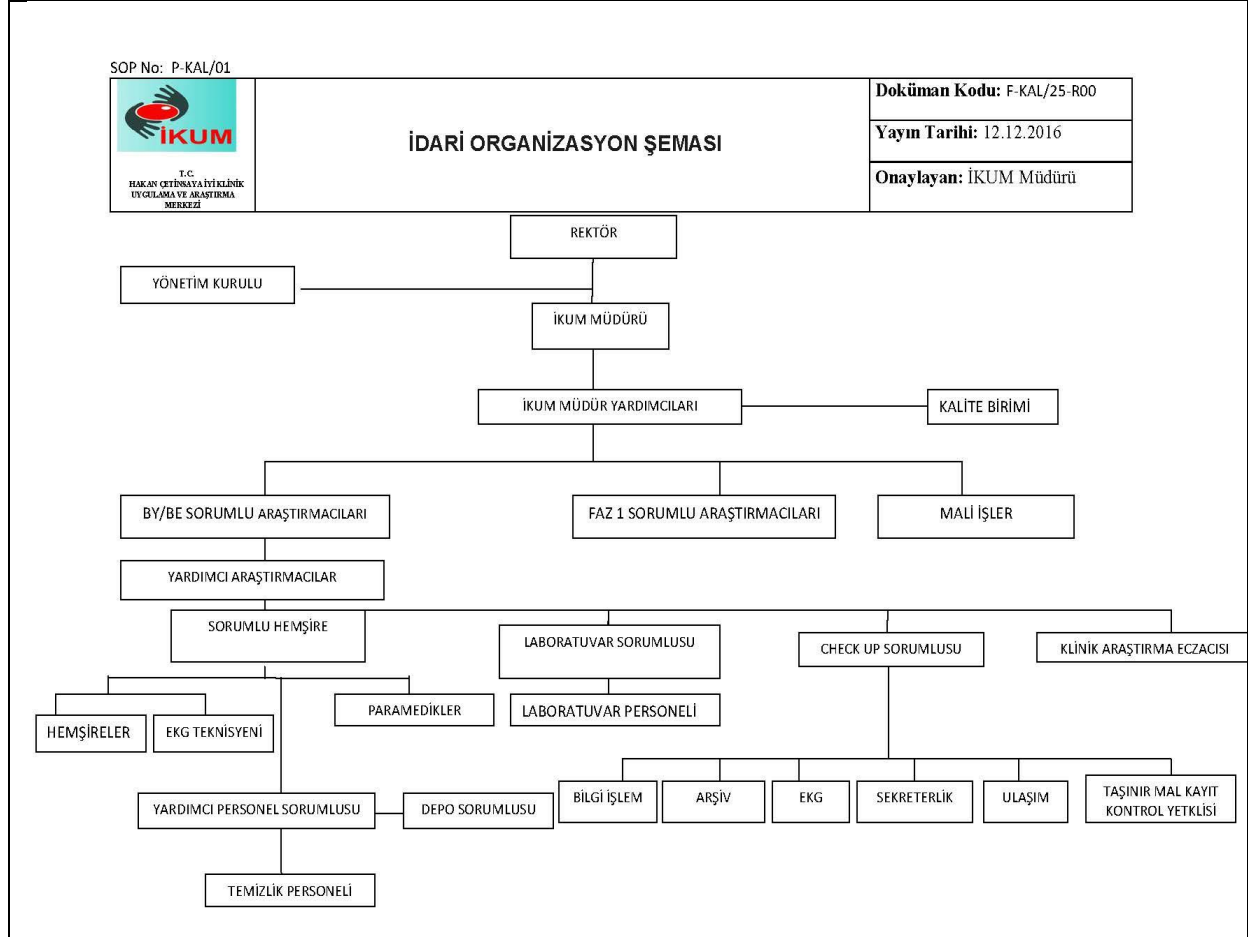 SOP No: P-KAL/01
İKUM
T.C.
HAKAN ÇETİNSAYA İYİ KLİNİK
UYGULAMA VE ARAŞTIRMA
MERKEZİ
İDARİ ORGANİZASYON ŞEMASI
Doküman Kodu: F-KAL/25-R00
Yayın Tarihi: 12.12.2016
Onaylayan: İKUM Müdürü
REKTÖR
YÖNETİM KURULU
İKUM MÜDÜRÜ
İKUM MÜDÜR YARDIMCILARI
KALİTE BİRİMİ
BY/BE SORUMLU ARAŞTIRMACILARI
FAZ 1 SORUMLU ARAŞTIRMACILARI
MALİ İŞLER
YARDIMCI ARAŞTIRMACILAR
SORUMLU HEMŞİRE
LABORATUVAR SORUMLUSU
CHECK UP SORUMLUSU
KLİNİK ARAŞTIRMA ECZACISI
HEMŞİRELER
EKG TEKNİSYENİ
PARAMEDİKLER
LABORATUVAR PERSONELİ
YARDIMCI PERSONEL SORUMLUSU
DEPO SORUMLUSU
BİLGİ İŞLEM
ARŞİV
EKG
SEKRETERLİK
ULAŞIM
TAŞINIR MAL KAYIT
KONTROL YETKLİSİ
TEMİZLİK PERSONELİ